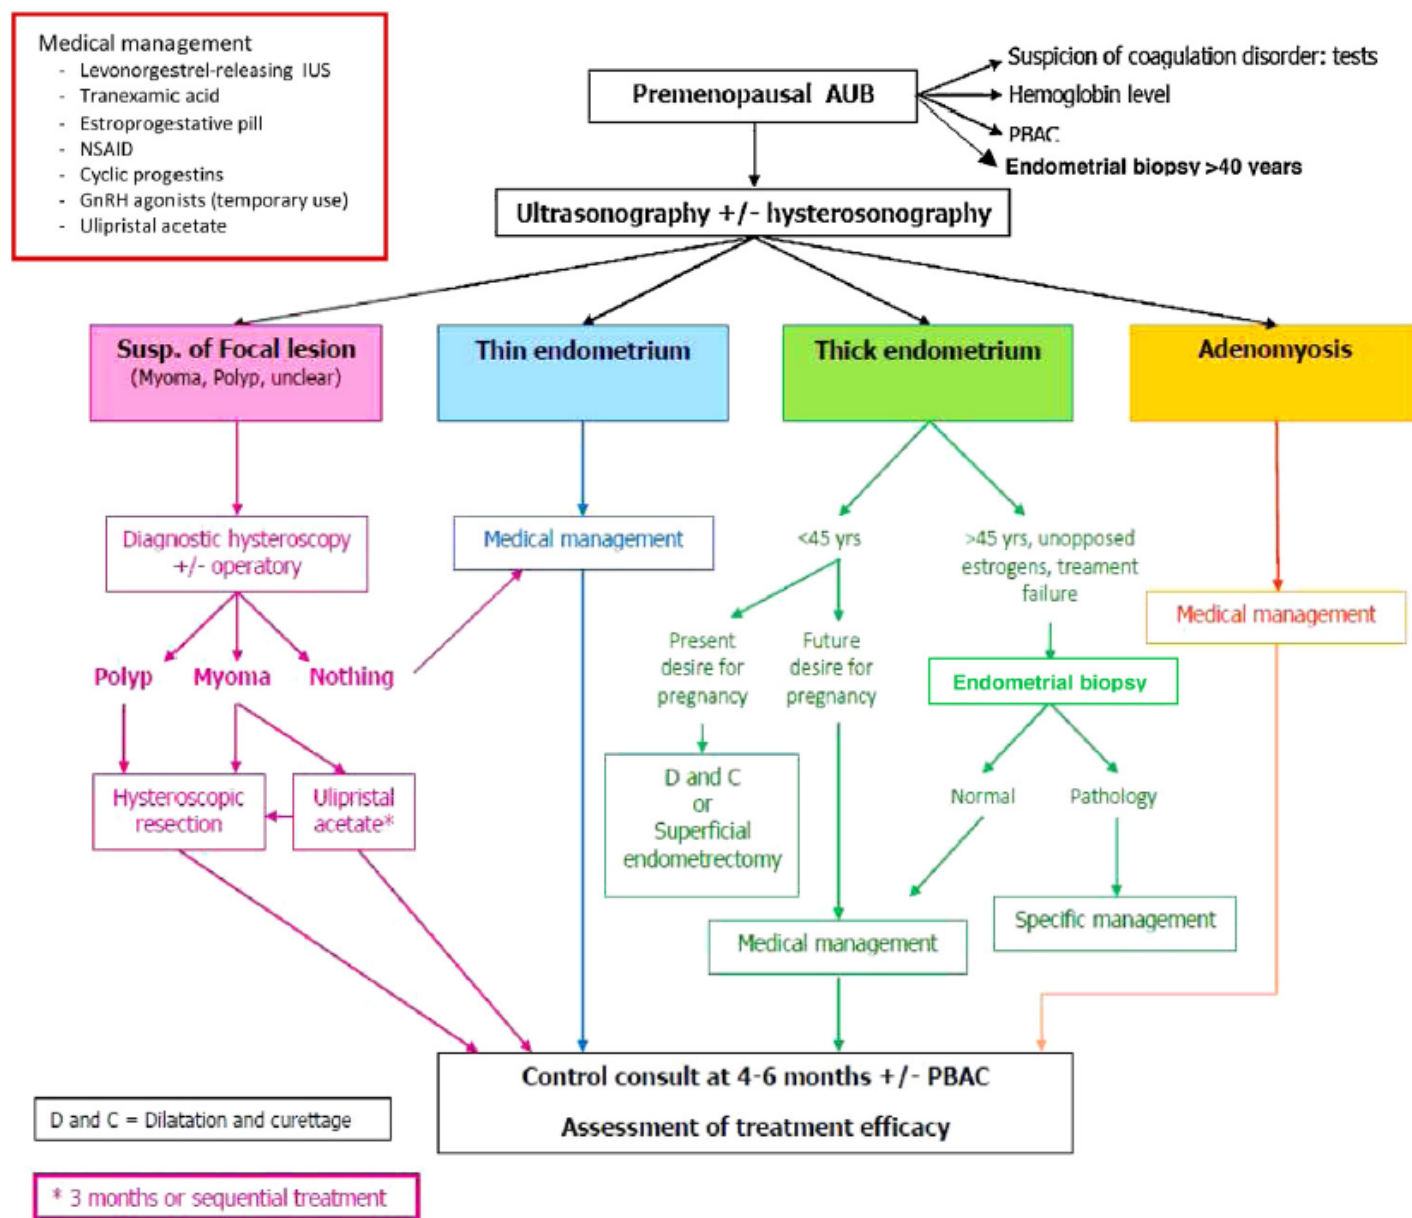 Medical management
- Levonorgestrel-releasing IUS
- Tranexamic acid
- Estroprogestative pill
- NSAID
- Cyclic progestins
- GnRH agonists (temporary use)
- Ulipristal acetate
Premenopausal AUB
Suspicion of coagulation disorder: tests
Hemoglobin level
PBAC
Endometrial biopsy >40 years
Ultrasonography +/- hysterosonography
Susp. of Focal lesion
(Myoma, Polyp, unclear)
Thin endometrium
Thick endometrium
Adenomyosis
Diagnostic hysteroscopy
+/- operatory
Polyp
Myoma
Nothing
Hysteroscopic
resection
Ulipristal
acetate*
Medical management
<45 yrs
>45 yrs, unopposed
estrogens, treament
failure
Present
desire for
pregnancy
Future
desire for
pregnancy
Endometrial biopsy
D and C
or
Superficial
endometrectomy
Normal
Pathology
Medical management
Specific management
Medical management
Control consult at 4-6 months +/- PBAC
Assessment of treatment efficacy
D and C = Dilatation and curettage
* 3 months or sequential treatment